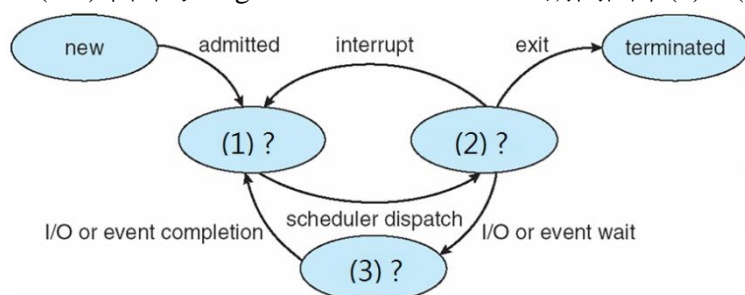 new
admitted
interrupt
exit
terminated
(1) ?
(2) ?
I/O or event completion
scheduler dispatch
I/O or event wait
(3) ?